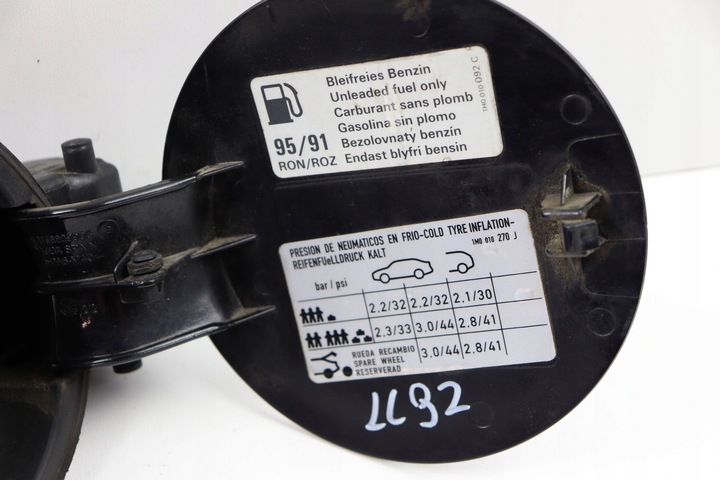 Bleifreies Benzin
Unleaded fuel only
Carburant sans plomb
Gasolina sin plomo
Bezolovnatý benzín
Endast blyfri bensin
95/91
RON/ROZ
1H0 010 092 C
PRESION DE NEUMATICOS EN FRIO-COLD TYRE INFLATION-
REIFENFUeLLDRUCK KALT
1M0 010 270 J
bar / psi
2.2/32 2.2/32 2.1/30
2.3/33 3.0/44 2.8/41
RUEDA RECAMBIO
SPARE WHEEL
RESERVERAD
3.0/44 2.8/41
LL92